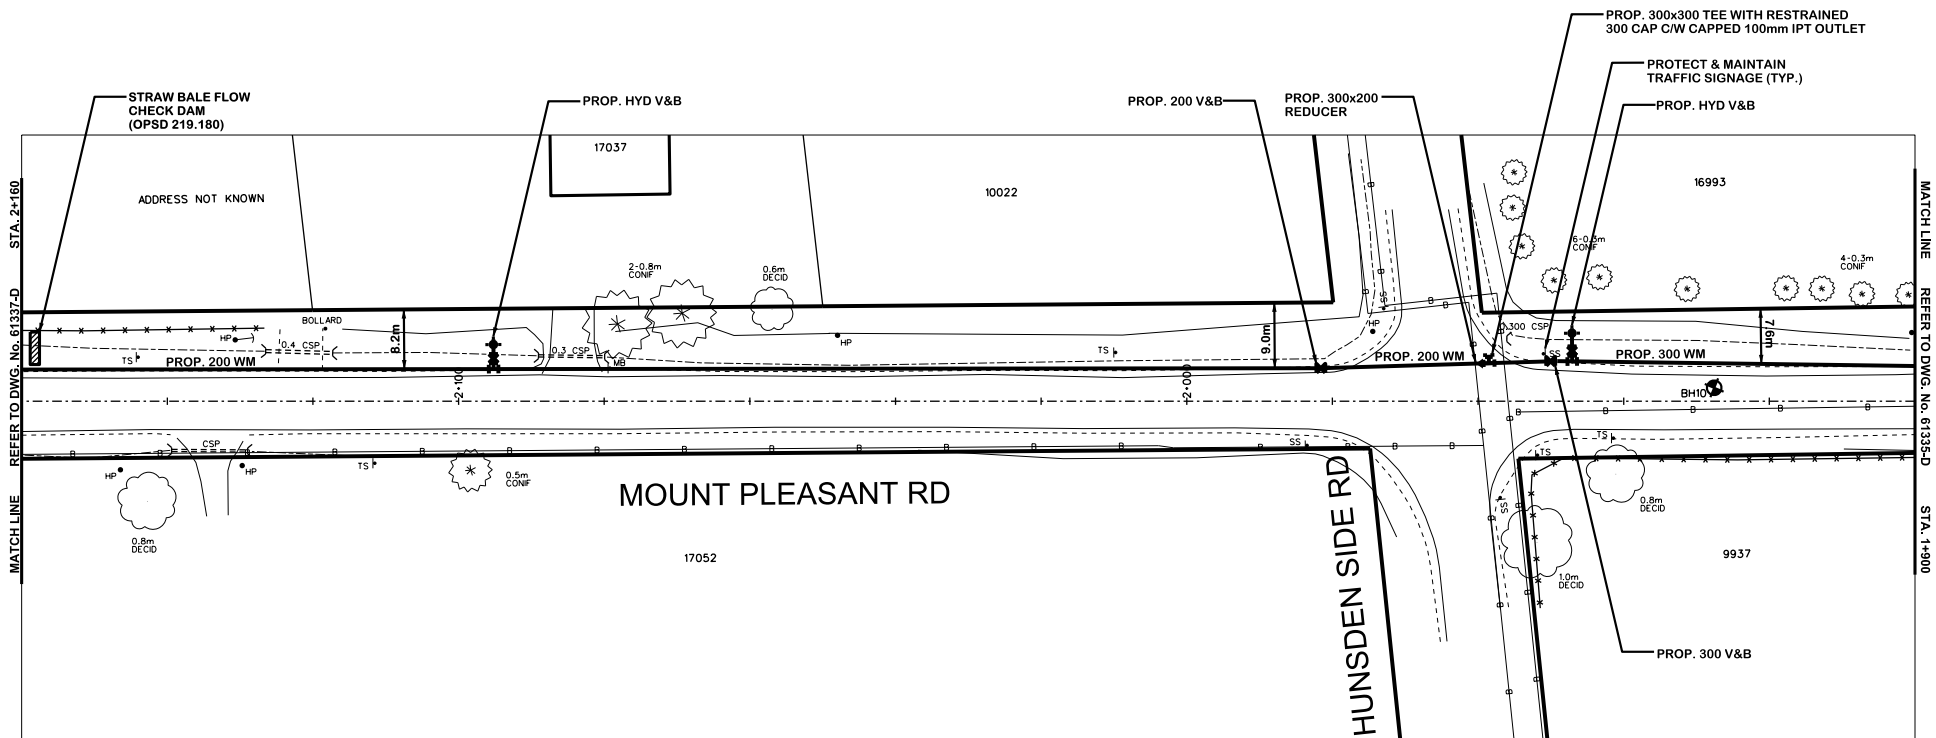 PROP. 300x300 TEE WITH RESTRAINED
300 CAP C/W CAPPED 100mm IPT OUTLET
PROTECT & MAINTAIN
TRAFFIC SIGNAGE (TYP.)
STRAW BALE FLOW
CHECK DAM
(OPSD 219.180)
PROP. HYD V&B
PROP. 200 V&B
PROP. 300x200
REDUCER
PROP. HYD V&B
17037
ADDRESS NOT KNOWN
10022
16993
MATCH LINE REFER TO DWG. No. 61337-D STA. 2+160
MATCH LINE REFER TO DWG. No. 61335-D STA. 1+900
2-0.8m
CONIF
0.6m
DECID
6-0.3m
CONIF
4-0.3m
CONIF
BOLLARD
HP
0.4 CSP
TS
PROP. 200 WM
8.2m
0.3 CSP
MB
HP
TS
9.0m
SS
HP
PROP. 200 WM
0.300 CSP
SS
PROP. 300 WM
7.6m
2+100
2+000
BH10
CSP
HP
HP
TS
0.5m
CONIF
SS
TS
TS
SS
0.8m
DECID
0.8m
DECID
1.0m
DECID
MOUNT PLEASANT RD
HUNSDEN SIDE RD
17052
9937
PROP. 300 V&B